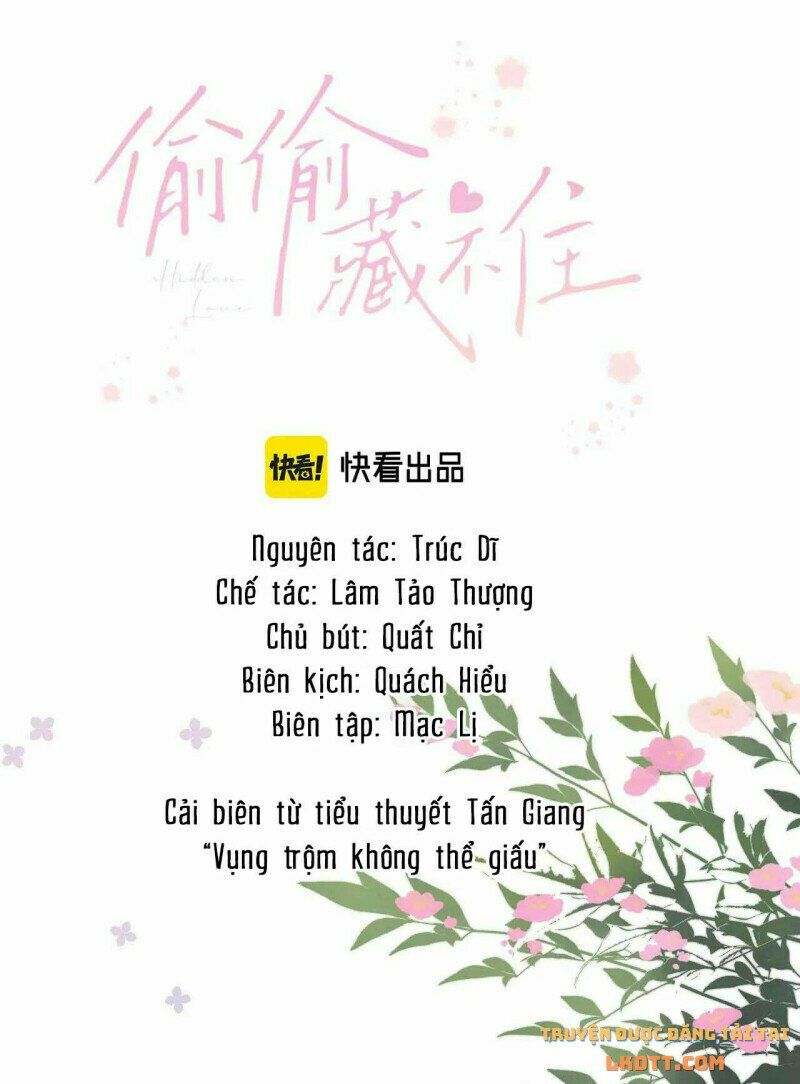 偷偷
藏不住
Hidden
Love
快看! 快看出品
Nguyên tác: Trúc Dĩ
Chế tác: Lâm Tảo Thượng
Chủ bút: Quất Chỉ
Biên kịch: Quách Hiểu
Biên tập: Mạc Lị
Cải biên từ tiểu thuyết Tấn Giang
“Vụng trộm không thể giấu”
TRUYỆN ĐƯỢC ĐĂNG TẢI TẠI
LKDTT.COM